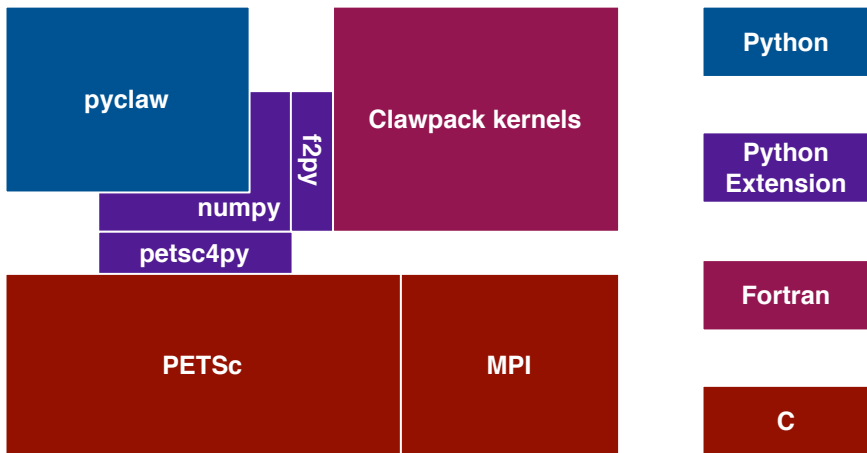 pyclaw
Clawpack kernels
f2py
numpy
petsc4py
PETSc
MPI
Python
Python
Extension
Fortran
C